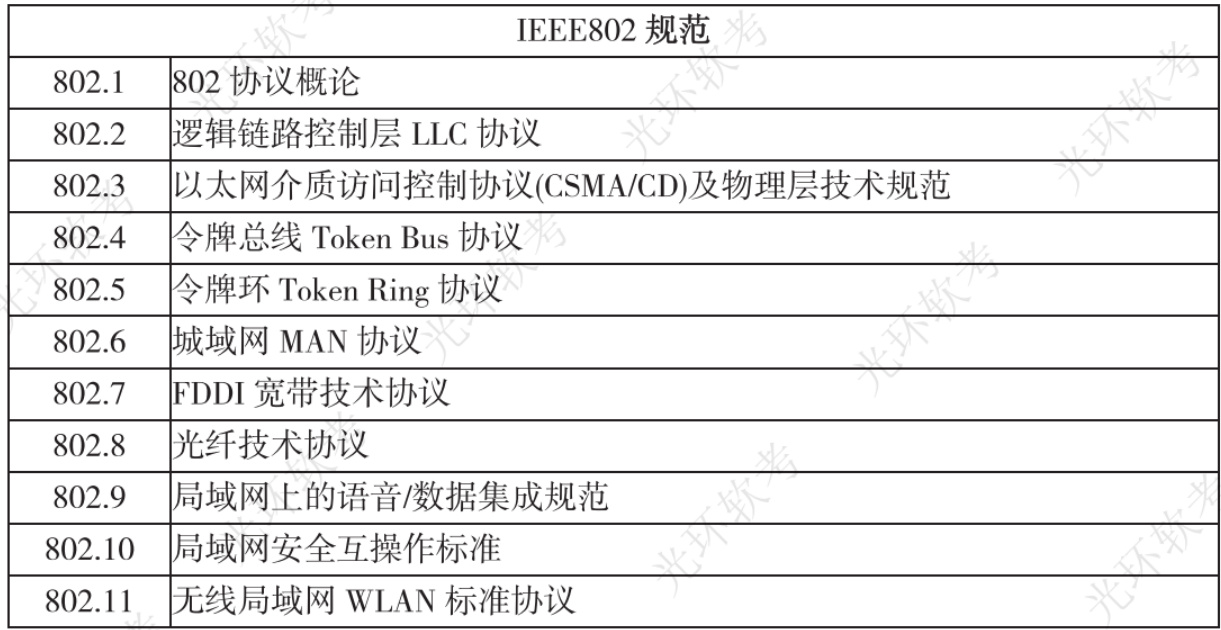 IEEE802 规范
802.1 802 协议概论
802.2 逻辑链路控制层 LLC 协议
802.3 以太网介质访问控制协议(CSMA/CD)及物理层技术规范
802.4 令牌总线 Token Bus 协议
802.5 令牌环 Token Ring 协议
802.6 城域网 MAN 协议
802.7 FDDI 宽带技术协议
802.8 光纤技术协议
802.9 局域网上的语音/数据集成规范
802.10 局域网安全互操作标准
802.11 无线局域网 WLAN 标准协议
光环软考
光环软考
光环软考
光环软考
光环软考
光环软考
光环软考
光环软考
光环软考